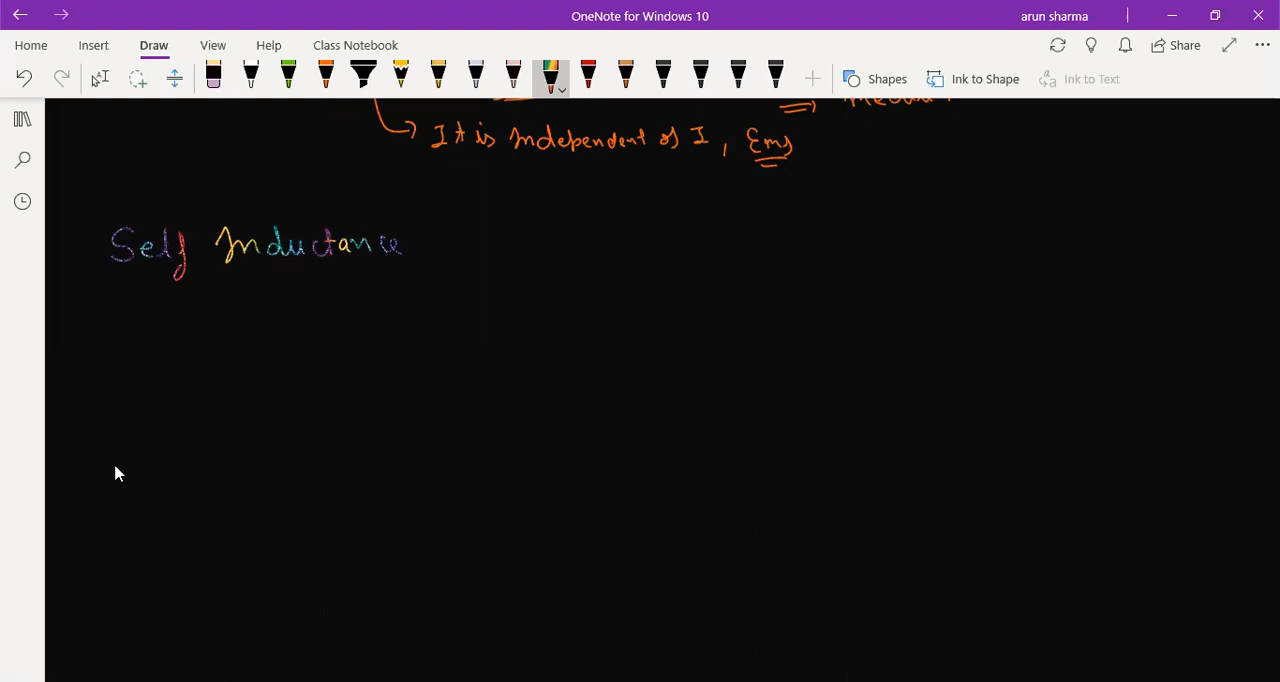 OneNote for Windows 10
arun sharma
Home Insert Draw View Help Class Notebook
Share
Shapes Ink to Shape Ink to Text
It is Independent of I, Emf
Self Inductance